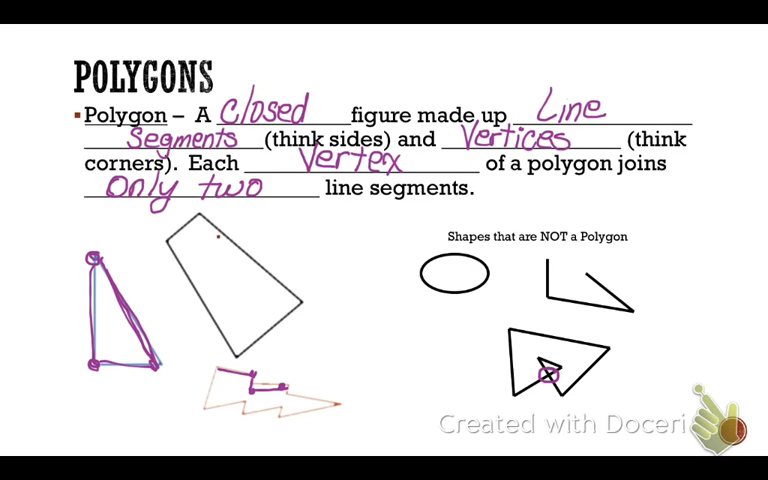 POLYGONS
▪ Polygon – A closed figure made up Line
Segments (think sides) and Vertices (think
corners). Each Vertex of a polygon joins
Only two line segments.
Shapes that are NOT a Polygon
Created with Doceri